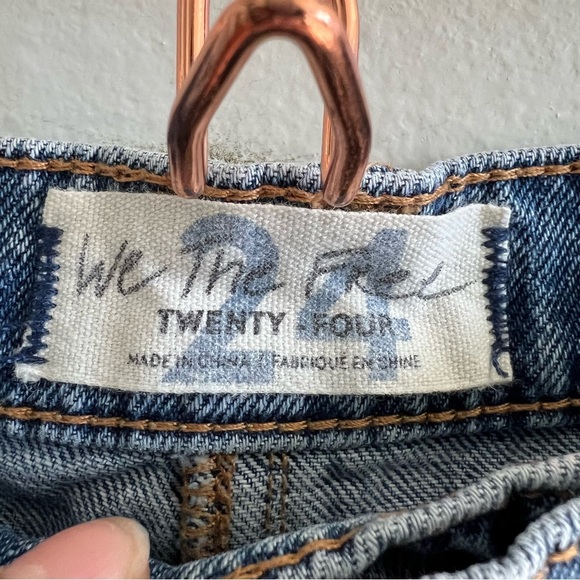 24
We The Free
TWENTY-FOUR
MADE IN CHINA / FABRIQUE EN CHINE